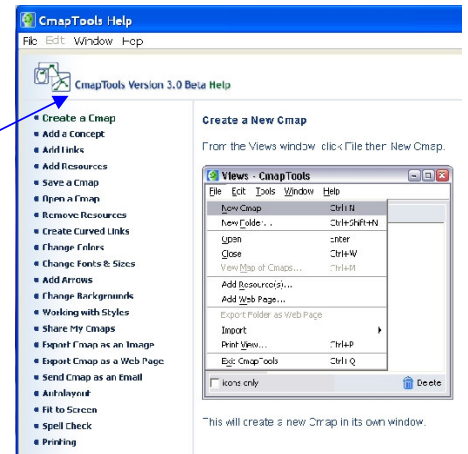 CmapTools Help
File Edit Window Help
CmapTools Version 3.0 Beta Help
Create a Cmap
Add a Concept
Add Links
Add Resources
Save a Cmap
Open a Cmap
Remove Resources
Create Curved Links
Change Colors
Change Fonts & Sizes
Add Arrows
Change Backgrounds
Working with Styles
Share My Cmaps
Export Cmap as an Image
Export Cmap as a Web Page
Send Cmap as an Email
Autolayout
Fit to Screen
Spell Check
Printing
Create a New Cmap
From the Views window, click File then New Cmap.
Views - CmapTools
File Edit Tools Window Help
New Cmap Ctrl+N
New Folder... Ctrl+Shift+N
Open Enter
Close Ctrl+W
View Map of Cmaps... Ctrl+M
Add Resource(s)...
Add Web Page...
Export Folder as Web Page
Import
Print View... Ctrl+P
Exit CmapTools Ctrl+Q
icons only
Delete
This will create a new Cmap in its own window.